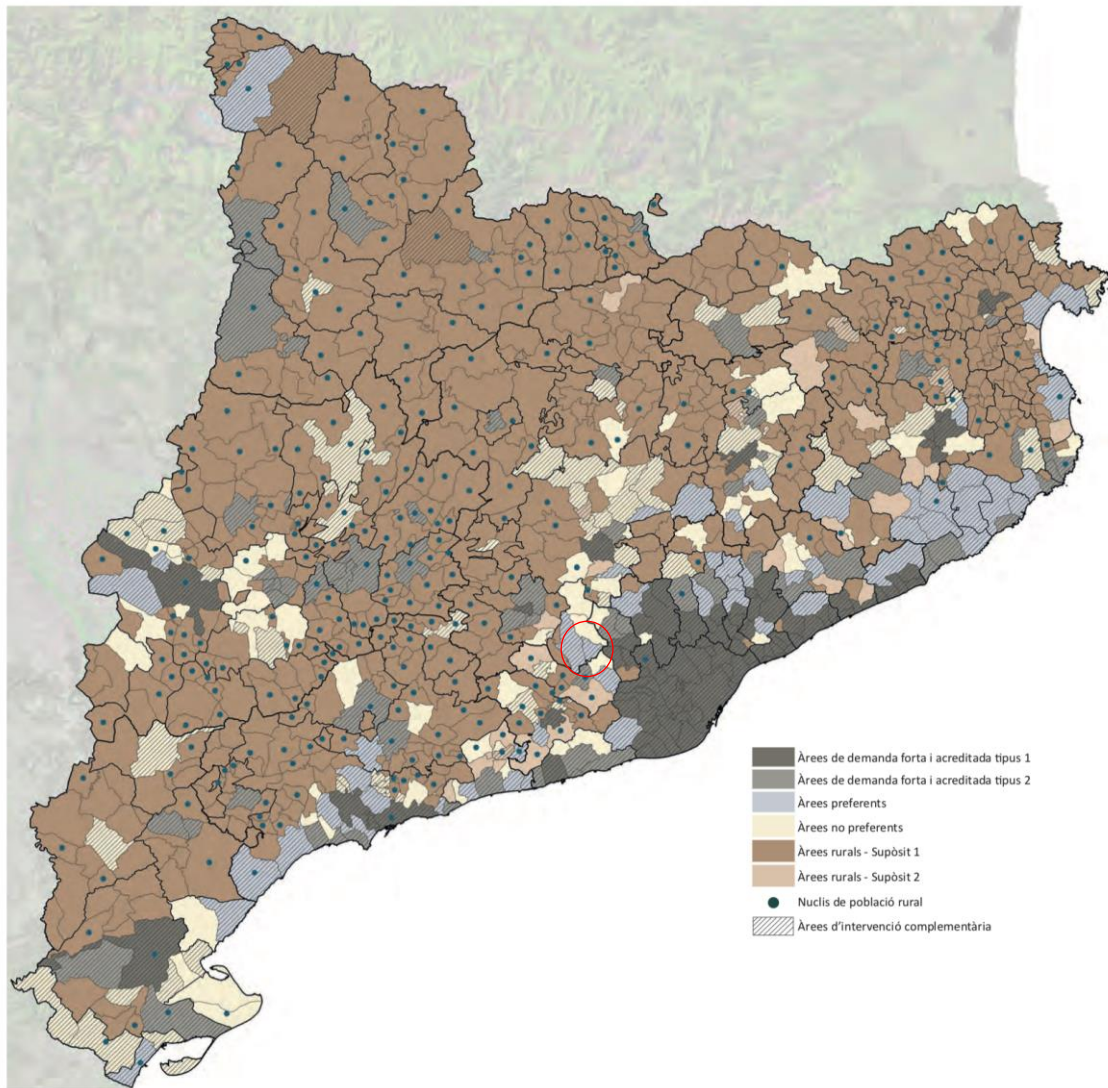 Àrees de demanda forta i acreditada tipus 1
Àrees de demanda forta i acreditada tipus 2
Àrees preferents
Àrees no preferents
Àrees rurals - Supòsit 1
Àrees rurals - Supòsit 2
Nuclis de població rural
Àrees d'intervenció complementària